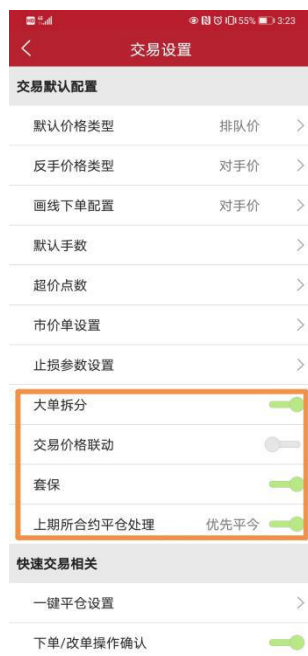 55% 3:23
交易设置
交易默认配置
默认价格类型 排队价
反手价格类型 对手价
画线下单配置 对手价
默认手数
超价点数
市价单设置
止损参数设置
大单拆分
交易价格联动
套保
上期所合约平仓处理 优先平今
快速交易相关
一键平仓设置
下单/改单操作确认